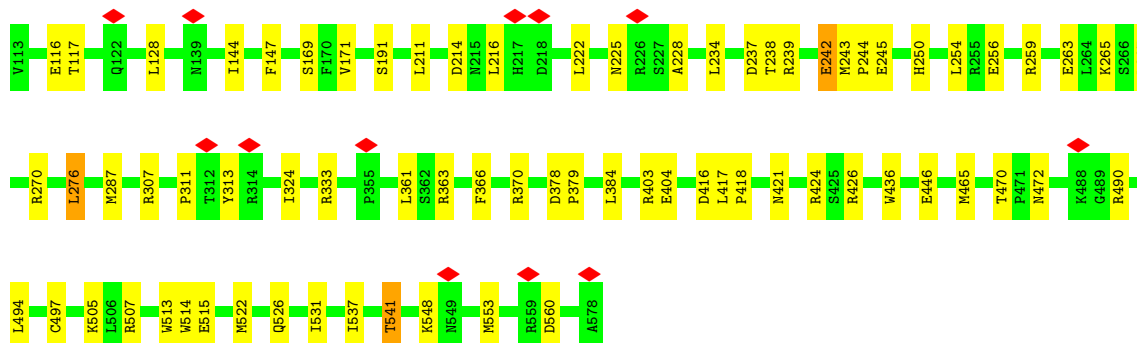 V113 E116 T117 Q122 L128 N139 I144 F147 S169 F170 V171 S191 L211 D214 N215 L216 H217 D218 L222 N225 R226 S227 A228 L234 D237 T238 R239 E242 M243 P244 E245 H250 L254 R255 E256 R259 E263 L264 K265 S266
R270 L276 M287 R307 P311 T312 Y313 R314 I324 R333 P355 L361 S362 R363 F366 R370 D378 P379 L384 R403 E404 D416 L417 P418 N421 R424 S425 R426 W436 E446 M465 T470 P471 N472 K488 G489 R490
L494 C497 K505 L506 R507 W513 W514 E515 M522 Q526 I531 I537 T541 K548 N549 M553 R559 D560 A578